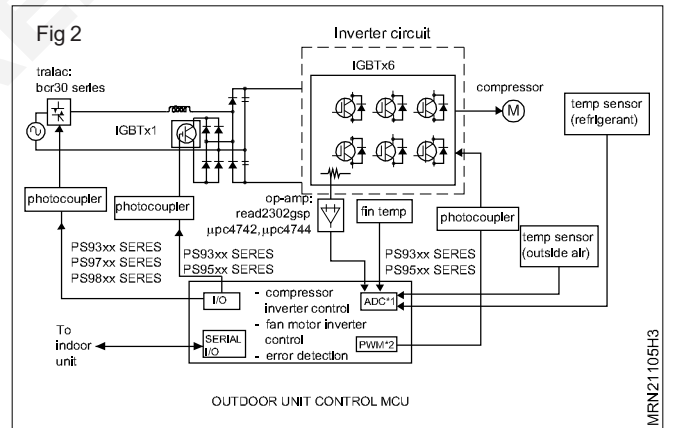 Fig 2
Inverter circuit
tralac:
bcr30 series
IGBTx6
IGBTx1
compressor
M
temp sensor
(refrlgerant)
photocoupler
photocoupler
op-amp:
read2302gsp
µpc4742, µpc4744
fin temp
photocoupler
temp sensor
(outslde alr)
PS93xx SERES
PS97xx SERES
PS98xx SERES
PS93xx SERES
PS95xx SERES
PS93xx SERES
PS95xx SERES
I/O
- compressor
inverter control
- fan motor inverter
control
- error detection
ADC*1
SERIAL
I/O
PWM*2
To
indoor
unit
OUTDOOR UNIT CONTROL MCU
MRN21105H3